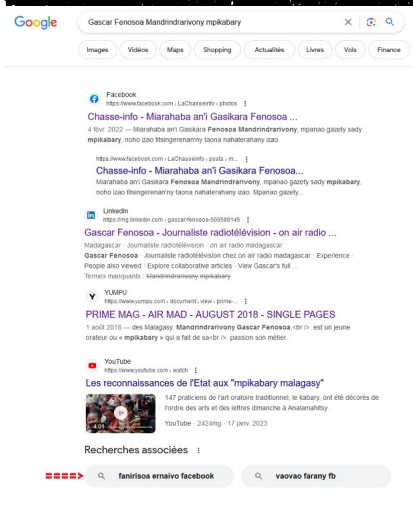 Google
Gascar Fenosoa Mandrindrarivony mpikabary
Images Vidéos Maps Shopping Actualités Livres Vols Finance
Facebook
https://www.facebook.com › LaChasseinfo › photos
Chasse-info - Miarahaba an'i Gasikara Fenosoa ...
4 févr. 2022 — Miarahaba an'i Gasikara Fenosoa Mandrindrarivony, mpanao gazety sady
mpikabary, noho izao fitsingerenan'ny taona nahaterahany izao.
https://www.facebook.com › LaChasseinfo › posts › m...
Chasse-info - Miarahaba an'i Gasikara Fenosoa...
Miarahaba an'i Gasikara Fenosoa Mandrindrarivony, mpanao gazety sady mpikabary,
noho izao fitsingerenan'ny taona nahaterahany izao. Mpanao gazety...
LinkedIn
https://mg.linkedin.com › gascar-fenosoa-500588145
Gascar Fenosoa - Journaliste radiotélévision - on air radio ...
Madagascar · Journaliste radiotélévision · on air radio madagascar
Gascar Fenosoa · Journaliste radiotélévision chez on air radio madagascar · Experience ·
People also viewed · Explore collaborative articles · View Gascar's full ...
Termes manquants : Mandrindrarivony mpikabary
YUMPU
https://www.yumpu.com › document › view › prime-...
PRIME MAG - AIR MAD - AUGUST 2018 - SINGLE PAGES
1 août 2018 — des Malagasy, Mandrindrarivony Gascar Fenosoa,<br />. est un jeune
orateur ou « mpikabary » qui a fait de sa<br />. passion son métier.
YouTube
https://www.youtube.com › watch
Les reconnaissances de l'Etat aux "mpikabary malagasy"
147 praticiens de l'art oratoire traditionnel, le kabary, ont été décorés de
l'ordre des arts et des lettres dimanche à Analamahitsy.
4:01
YouTube · 2424mg · 17 janv. 2023
Recherches associées
fanirisoa ernaivo facebook
vaovao farany fb